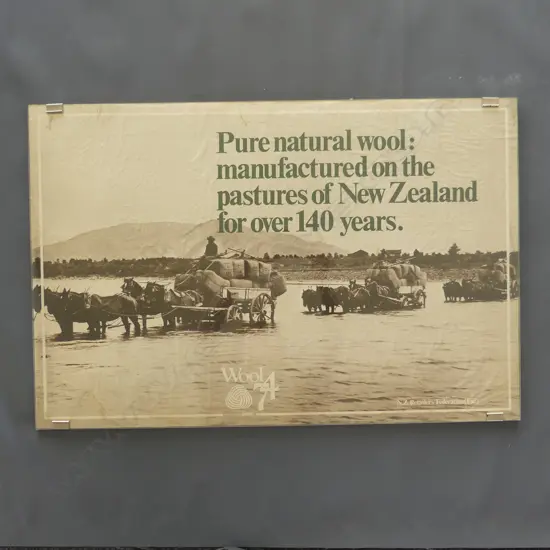 Pure natural wool:
manufactured on the
pastures of New Zealand
for over 140 years.
Wool
74